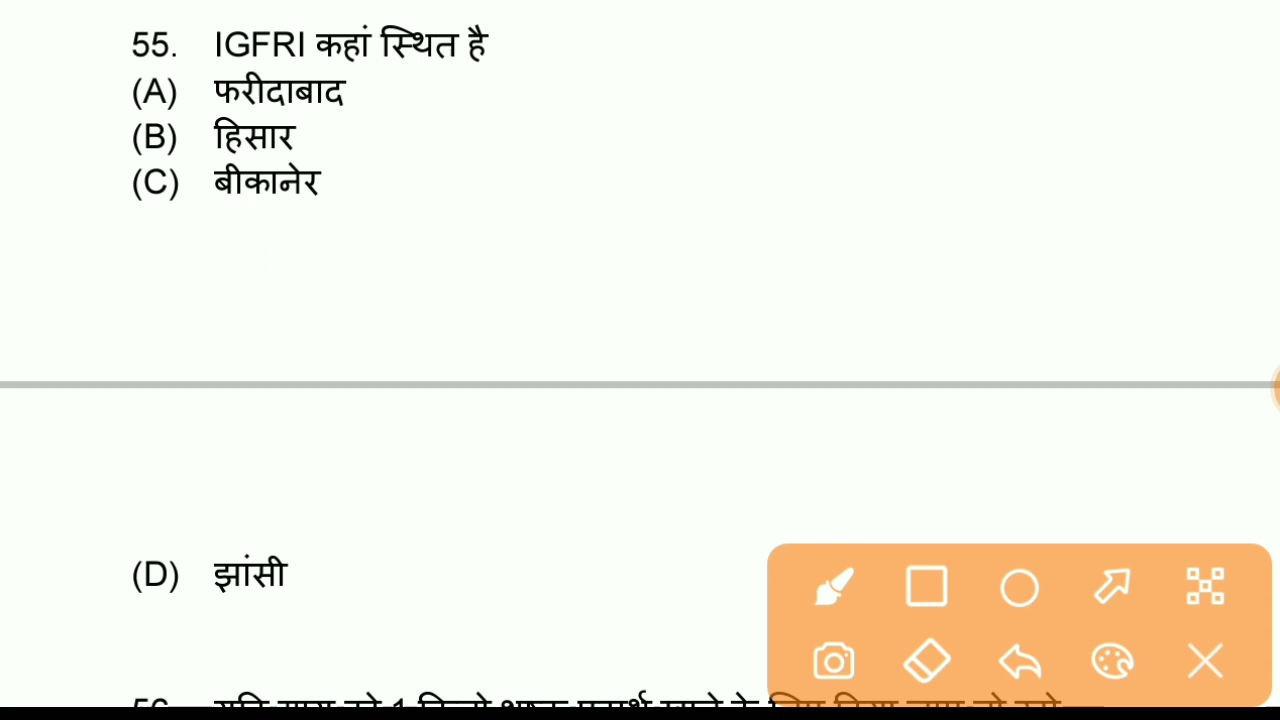 55. IGFRI कहां स्थित है
(A) फरीदाबाद
(B) हिसार
(C) बीकानेर
(D) झांसी